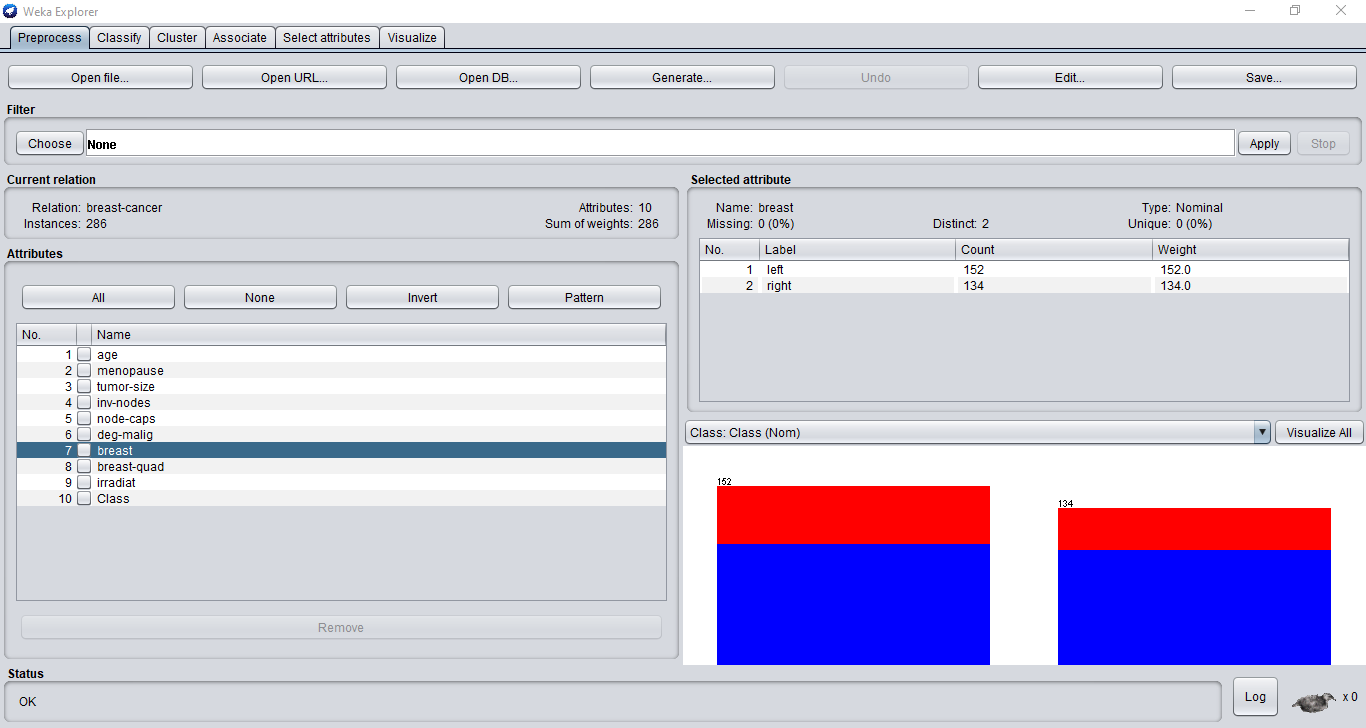 Weka Explorer
Preprocess Classify Cluster Associate Select attributes Visualize
Open file... Open URL... Open DB... Generate... Undo Edit... Save...
Filter
Choose None Apply Stop
Current relation
Relation: breast-cancer Attributes: 10
Instances: 286 Sum of weights: 286
Attributes
All None Invert Pattern
No. Name
1 age
2 menopause
3 tumor-size
4 inv-nodes
5 node-caps
6 deg-malig
7 breast
8 breast-quad
9 irradiat
10 Class
Remove
Selected attribute
Name: breast Type: Nominal
Missing: 0 (0%) Distinct: 2 Unique: 0 (0%)
No. Label Count Weight
1 left 152 152.0
2 right 134 134.0
Class: Class (Nom) Visualize All
152
134
Status
OK
Log x 0